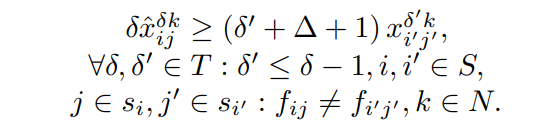 $\delta \hat{x}_{ij}^{\delta k} \geq (\delta' + \Delta + 1) \, x_{i'j'}^{\delta' k},$
$\forall \delta, \delta' \in T : \delta' \leq \delta - 1, i, i' \in S,$
$j \in s_i, j' \in s_{i'} : f_{ij} \neq f_{i'j'}, k \in N.$